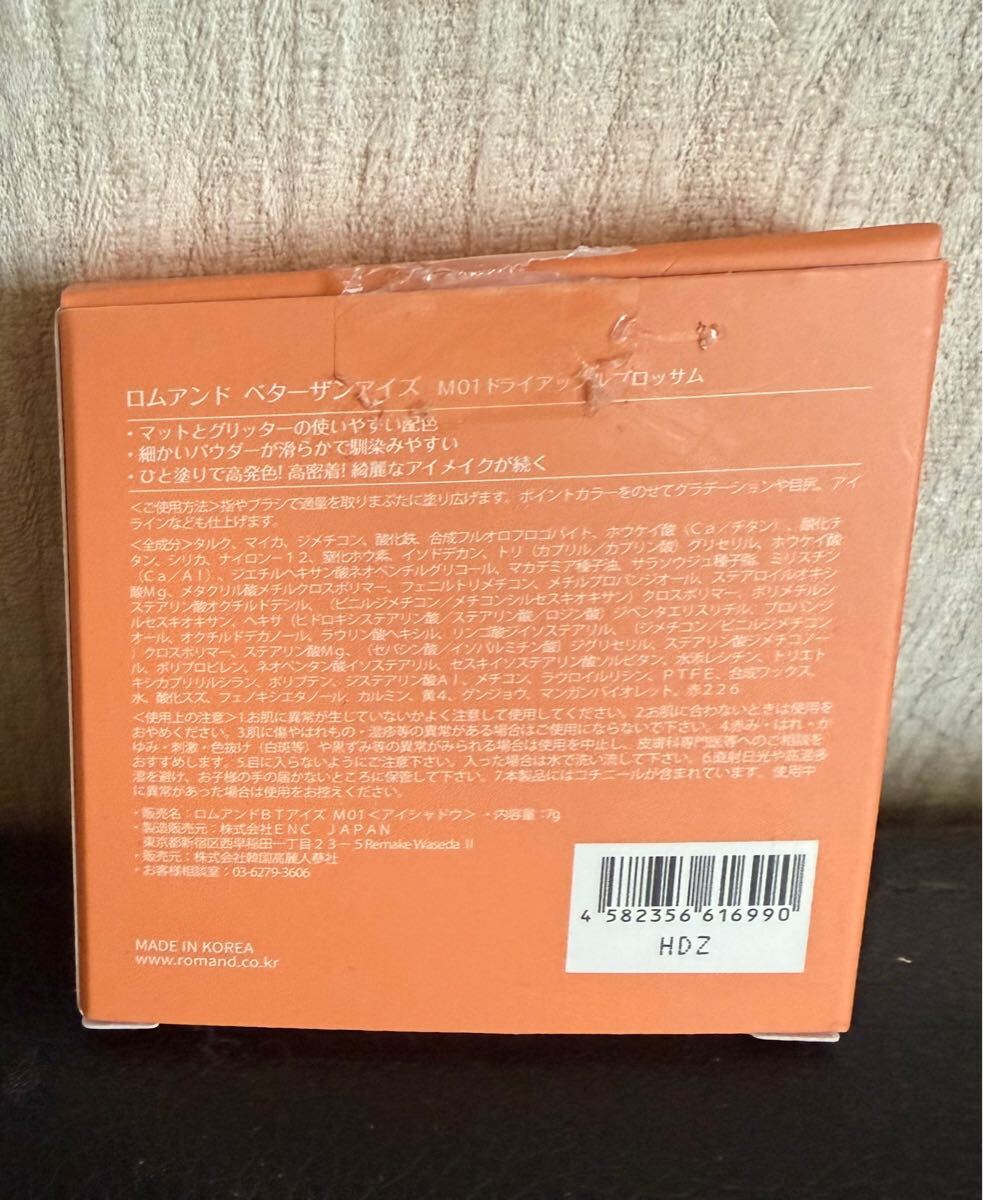 ロムアンド ベターザンアイズ M01ドライアップルブロッサム
・マットとグリッターの使いやすい配色
・細かいパウダーが滑らかで馴染みやすい
・ひと塗りで高発色! 高密着! 綺麗なアイメイクが続く
<ご使用方法>指やブラシで適量を取りまぶたに塗り広げます。ポイントカラーをのせてグラデーションや目尻、アイ
ラインなども仕上げます。
<全成分>タルク、マイカ、ジメチコン、酸化鉄、合成フルオロフロゴパイト、ホウケイ酸(Ca/チタン)、酸化チ
タン、シリカ、ナイロン－12、窒化ホウ素、イソドデカン、トリ(カプリル/カプリン酸)グリセリル、ホウケイ酸
(Ca/Al)、ジエチルヘキサン酸ネオペンチルグリコール、マカデミア種子油、サラソウジュ種子脂、ミリスチン
酸Mg、メタクリル酸メチルクロスポリマー、フェニルトリメチコン、メチルプロパンジオール、ステアロイルオキシ
ステアリン酸オクチルドデシル、(ビニルジメチコン/メチコンシルセスキオキサン)クロスポリマー、ポリメチルシ
ルセスキオキサン、ヘキサ(ヒドロキシステアリン酸/ステアリン酸/ロジン酸)ジペンタエリスリチル、プロパンジ
オール、オクチルドデカノール、ラウリン酸ヘキシル、リンゴ酸ジイソステアリル、(ジメチコン/ビニルジメチコン
)クロスポリマー、ステアリン酸Mg、(セバシン酸/イソパルミチン酸)ジグリセリル、ステアリン酸ジメチコノー
ル、ポリプロピレン、ネオペンタン酸イソステアリル、セスキイソステアリン酸ソルビタン、水添レシチン、トリエト
キシカプリリルシラン、ポリブテン、ジステアリン酸Al、メチコン、ラウロイルリシン、PTFE、合成ワックス、
水、酸化スズ、フェノキシエタノール、カルミン、黄4、グンジョウ、マンガンバイオレット、赤226
<使用上の注意>1.お肌に異常が生じていないかよく注意して使用してください。2.お肌に合わないときは使用を
おやめください。3.肌に傷やはれもの・湿疹等の異常がある場合はご使用にならないで下さい。4.赤み・はれ・か
ゆみ・刺激・色抜け(白斑等)や黒ずみ等の異常がみられる場合は使用を中止し、皮膚科専門医等へのご相談を
おすすめします。5.目に入らないようにご注意下さい。入った場合は水で洗い流して下さい。6.直射日光や高温多
湿を避け、お子様の手の届かないところに保管して下さい。7.本製品にはコチニールが含まれています。使用中
に異常があった場合は使用をお控えください。
・販売名：ロムアンドBTアイズ M01<アイシャドウ>・内容量：7g
・製造販売元：株式会社ENC JAPAN
東京都新宿区西早稲田一丁目23－5 Remake Waseda II
・販売元：株式会社韓国高麗人蔘社
・お客様相談室：03-6279-3606
4 582356 616990
HDZ
MADE IN KOREA
www.romand.co.kr